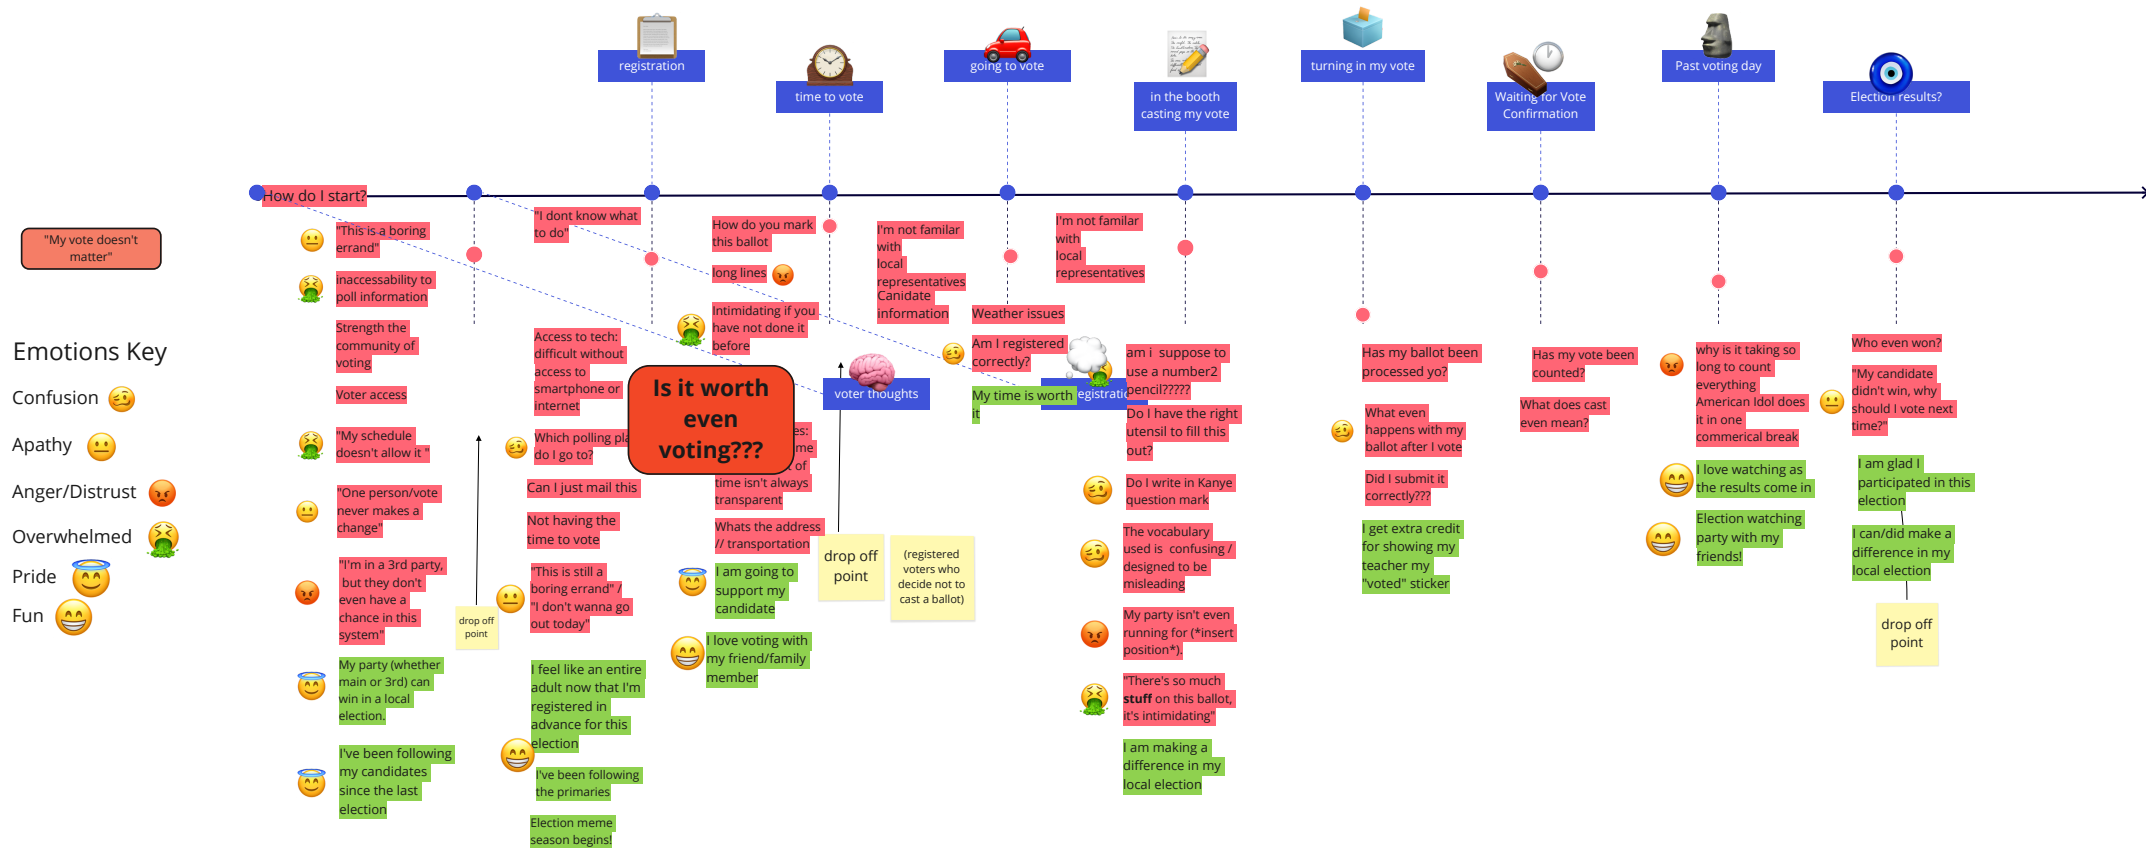 registration
time to vote
going to vote
in the booth
casting my vote
turning in my vote
Waiting for Vote
Confirmation
Past voting day
Election results?
How do I start?
"My vote doesn't
matter"
Emotions Key
Confusion
Apathy
Anger/Distrust
Overwhelmed
Pride
Fun
"This is a boring
errand"
inaccessability to
poll information
Strength the
community of
voting
Voter access
"My schedule
doesn't allow it "
"One person/vote
never makes a
change"
"I'm in a 3rd party,
but they don't
even have a
chance in this
system"
My party (whether
main or 3rd) can
win in a local
election.
I've been following
my candidates
since the last
election
drop off
point
"I dont know what
to do"
Access to tech:
difficult without
access to
smartphone or
internet
Which polling
do I go to?
Can I just mail this
Not having the
time to vote
"This is still a
boring errand" /
"I don't wanna go
out today"
I feel like an entire
adult now that I'm
registered in
advance for this
election
I've been following
the primaries
Election meme
season begins!
Is it worth
even
voting???
How do you mark
this ballot
long lines
Intimidating if you
have not done it
before
of
time isn't always
transparent
Whats the address
// transportation
I am going to
support my
candidate
I love voting with
my friend/family
member
voter thoughts
drop off
point
(registered
voters who
decide not to
cast a ballot)
I'm not familar
with
local
representatives
Canidate
information
Weather issues
Am I registered
correctly?
My time is worth
it
I'm not familar
with
local
representatives
am i suppose to
use a number2
pencil?????
Do I have the right
utensil to fill this
out?
Do I write in Kanye
question mark
The vocabulary
used is confusing /
designed to be
misleading
My party isn't even
running for (*insert
position*).
"There's so much
stuff on this ballot,
it's intimidating"
I am making a
difference in my
local election
Has my ballot been
processed yo?
What even
happens with my
ballot after I vote
Did I submit it
correctly???
I get extra credit
for showing my
teacher my
"voted" sticker
Has my vote been
counted?
What does cast
even mean?
why is it taking so
long to count
everything
American Idol does
it in one
commerical break
I love watching as
the results come in
Election watching
party with my
friends!
Who even won?
"My candidate
didn't win, why
should I vote next
time?"
I am glad I
participated in this
election
I can/did make a
difference in my
local election
drop off
point